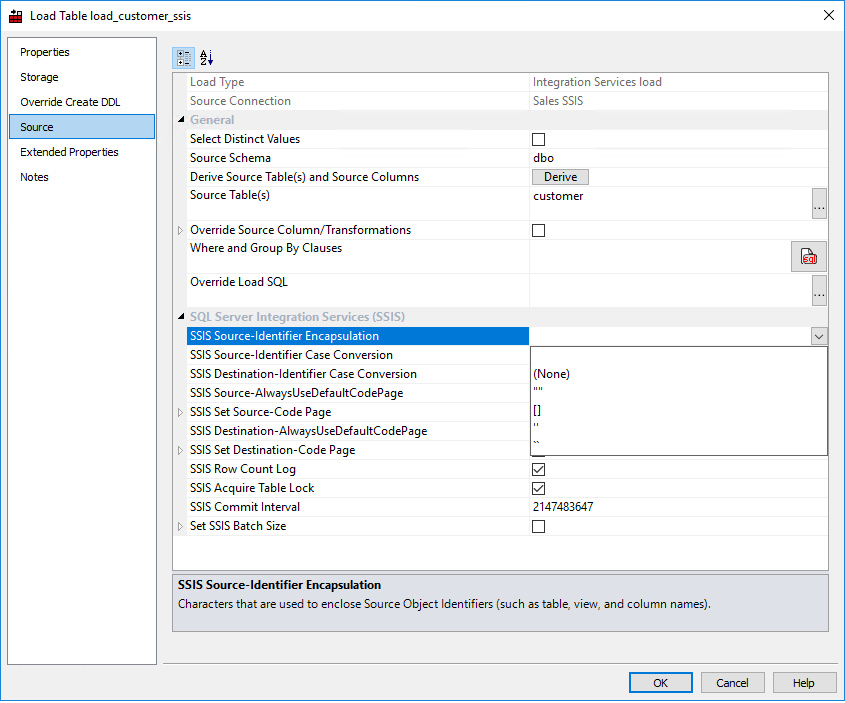 Load Table load_customer_ssis
Properties
Storage
Override Create DDL
Source
Extended Properties
Notes
Load Type Integration Services load
Source Connection Sales SSIS
General
Select Distinct Values
Source Schema dbo
Derive Source Table(s) and Source Columns Derive
Source Table(s) customer
...
Override Source Column/Transformations
Where and Group By Clauses
Sql
Override Load SQL
...
SQL Server Integration Services (SSIS)
SSIS Source-Identifier Encapsulation
SSIS Source-Identifier Case Conversion
SSIS Destination-Identifier Case Conversion (None)
SSIS Source-AlwaysUseDefaultCodePage ""
SSIS Set Source-Code Page []
SSIS Destination-AlwaysUseDefaultCodePage ''
SSIS Set Destination-Code Page ``
SSIS Row Count Log
SSIS Acquire Table Lock
SSIS Commit Interval 2147483647
Set SSIS Batch Size
SSIS Source-Identifier Encapsulation
Characters that are used to enclose Source Object Identifiers (such as table, view, and column names).
OK Cancel Help